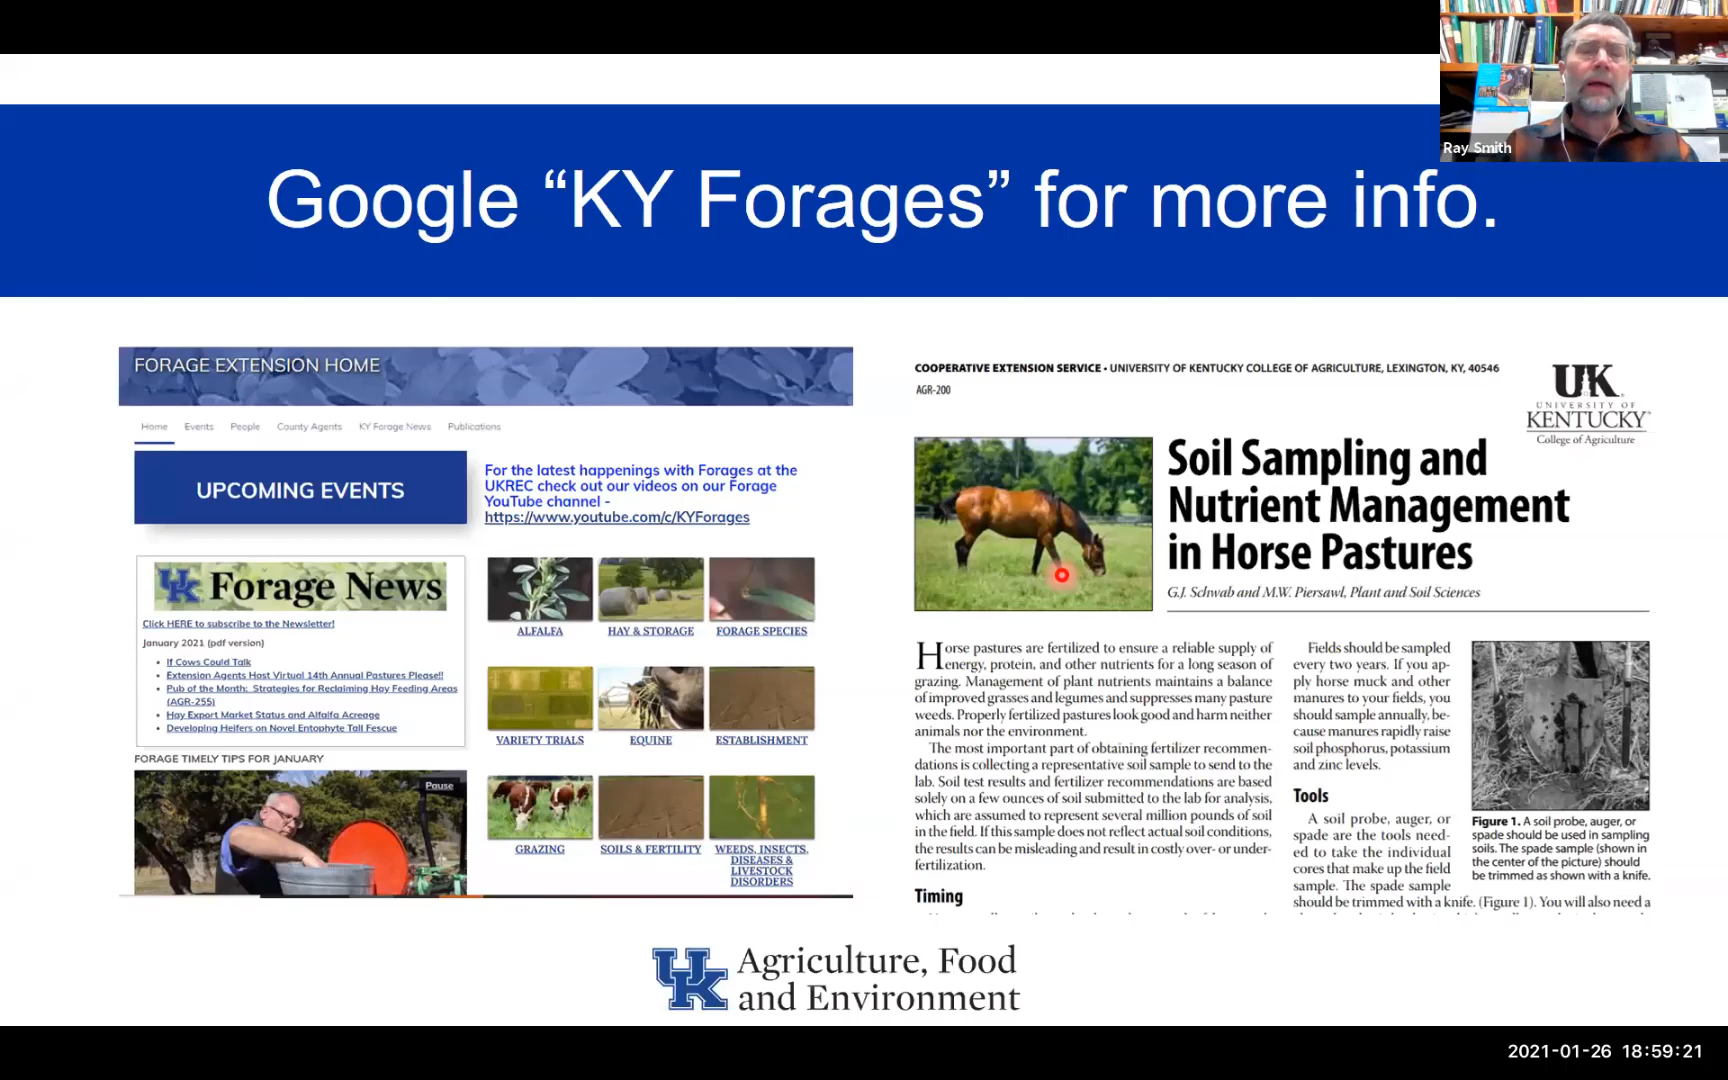 Ray Smith
Google “KY Forages” for more info.
FORAGE EXTENSION HOME
Home Events People County Agents KY Forage News Publications
UPCOMING EVENTS
For the latest happenings with Forages at the
UKREC check out our videos on our Forage
YouTube channel -
https://www.youtube.com/c/KYForages
UK Forage News
Click HERE to subscribe to the Newsletter!
January 2021 (pdf version)
• If Cows Could Talk
• Extension Agents Host Virtual 14th Annual Pastures Please!!
• Pub of the Month: Strategies for Reclaiming Hay Feeding Areas
(AGR-255)
• Hay Export Market Status and Alfalfa Acreage
• Developing Heifers on Novel Entophyte Tall Fescue
FORAGE TIMELY TIPS FOR JANUARY
Pause
ALFALFA HAY & STORAGE FORAGE SPECIES
VARIETY TRIALS EQUINE ESTABLISHMENT
GRAZING SOILS & FERTILITY WEEDS, INSECTS,
DISEASES &
LIVESTOCK
DISORDERS
COOPERATIVE EXTENSION SERVICE • UNIVERSITY OF KENTUCKY COLLEGE OF AGRICULTURE, LEXINGTON, KY, 40546
AGR-200
UK
UNIVERSITY OF
KENTUCKY
College of Agriculture
Soil Sampling and
Nutrient Management
in Horse Pastures
G.J. Schwab and M.W. Piersawl, Plant and Soil Sciences
Horse pastures are fertilized to ensure a reliable supply of
energy, protein, and other nutrients for a long season of
grazing. Management of plant nutrients maintains a balance
of improved grasses and legumes and suppresses many pasture
weeds. Properly fertilized pastures look good and harm neither
animals nor the environment.
The most important part of obtaining fertilizer recommen-
dations is collecting a representative soil sample to send to the
lab. Soil test results and fertilizer recommendations are based
solely on a few ounces of soil submitted to the lab for analysis,
which are assumed to represent several million pounds of soil
in the field. If this sample does not reflect actual soil conditions,
the results can be misleading and result in costly over- or under-
fertilization.
Timing
Fields should be sampled
every two years. If you ap-
ply horse muck and other
manures to your fields, you
should sample annually, be-
cause manures rapidly raise
soil phosphorus, potassium
and zinc levels.
Tools
A soil probe, auger, or
spade are the tools need-
ed to take the individual
cores that make up the field
sample. The spade sample
should be trimmed with a knife. (Figure 1). You will also need a
Figure 1. A soil probe, auger, or
spade should be used in sampling
soils. The spade sample (shown in
the center of the picture) should
be trimmed as shown with a knife.
UK Agriculture, Food
and Environment
2021-01-26 18:59:21